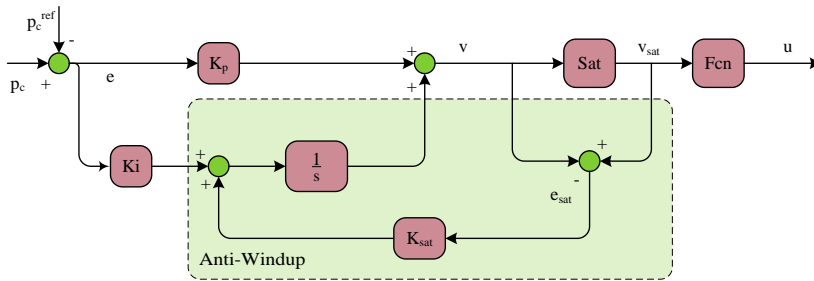 p_c^ref
-
p_c
+
e
K_p
+
+
v
Sat
v_sat
Fcn
u
Ki
+
+
1
s
+
-
e_sat
K_sat
Anti-Windup